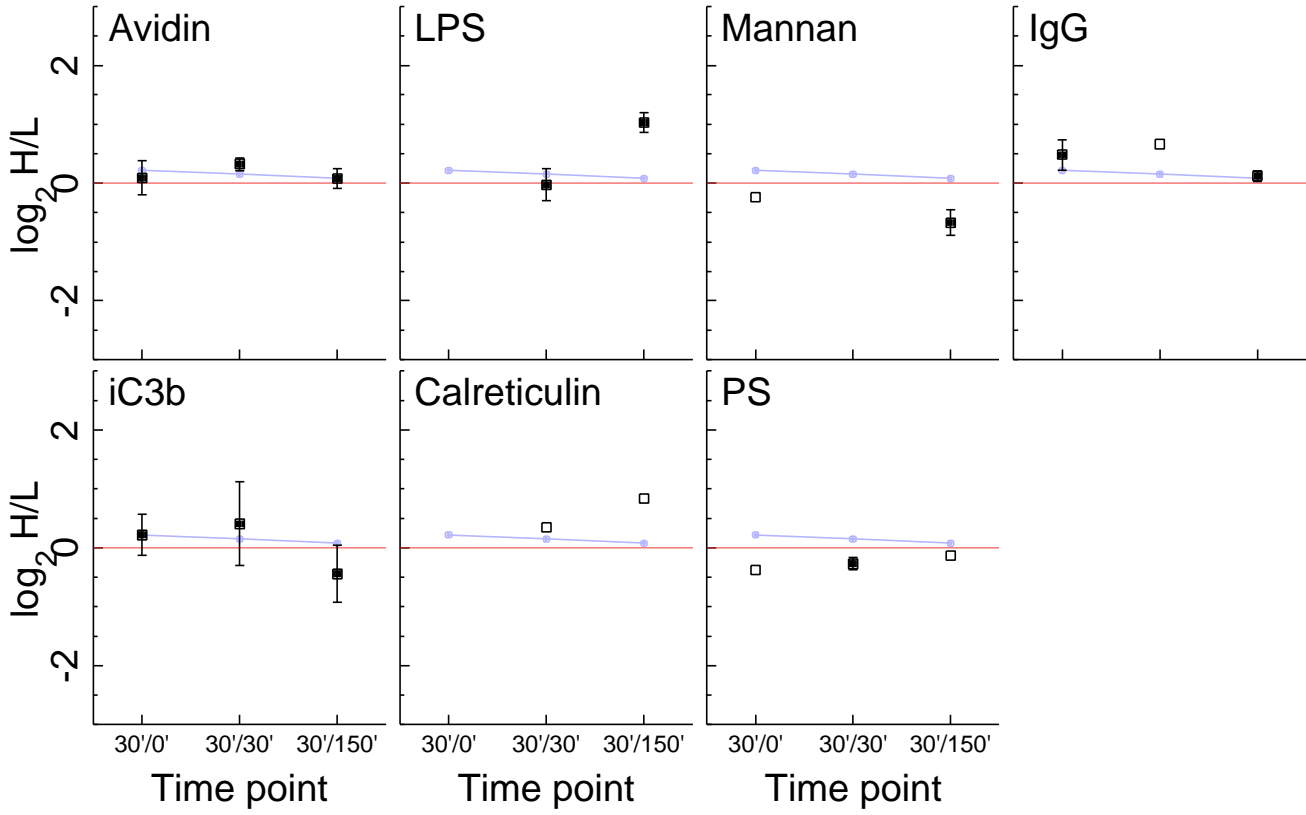 Avidin LPS Mannan IgG
2
0
-2
log2 H/L
iC3b Calreticulin PS
2
0
-2
log2 H/L
30'/0' 30'/30' 30'/150' 30'/0' 30'/30' 30'/150' 30'/0' 30'/30' 30'/150'
Time point Time point Time point